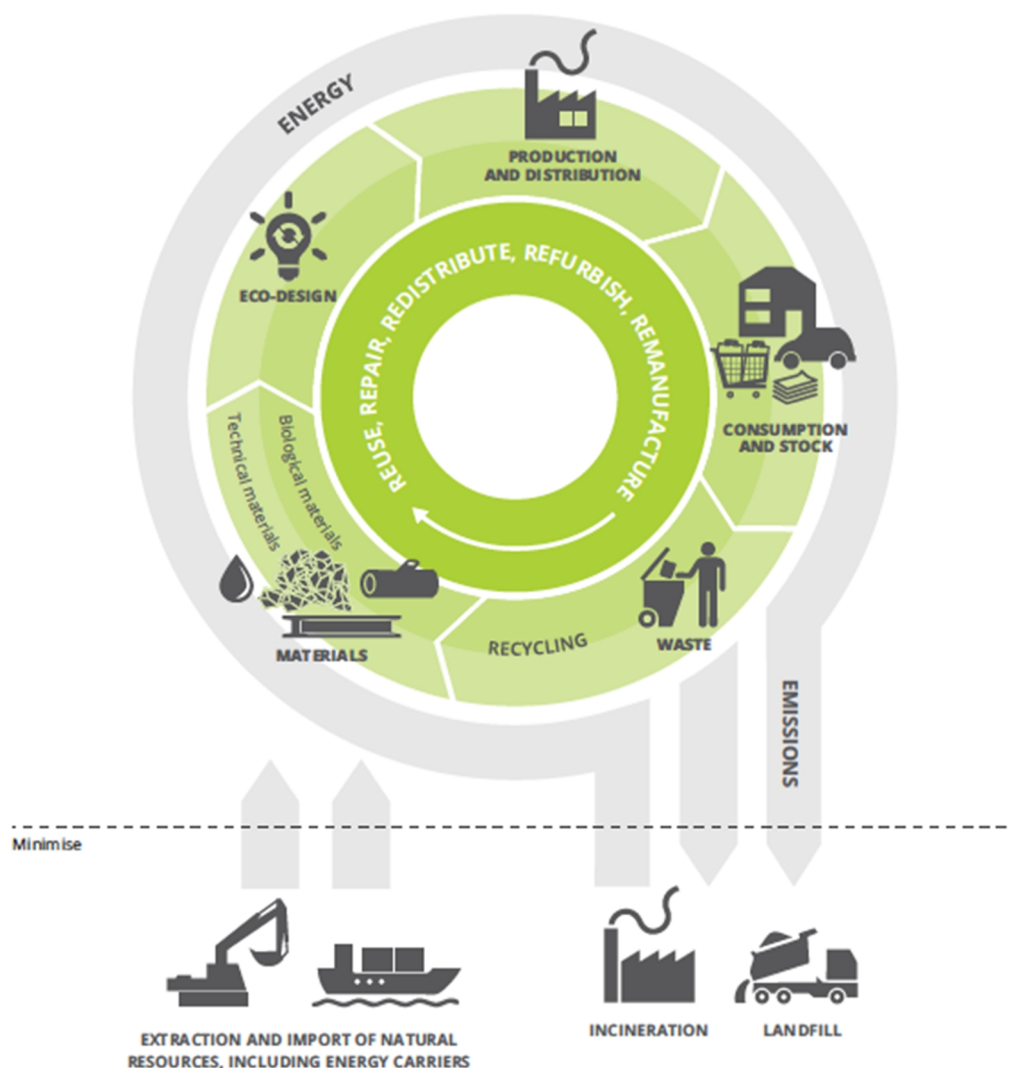 ENERGY
PRODUCTION
AND DISTRIBUTION
ECO-DESIGN
REUSE, REPAIR, REDISTRIBUTE, REFURBISH, REMANUFACTURE
CONSUMPTION
AND STOCK
Technical materials
Biological materials
MATERIALS
RECYCLING
WASTE
EMISSIONS
Minimise
EXTRACTION AND IMPORT OF NATURAL
RESOURCES, INCLUDING ENERGY CARRIERS
INCINERATION
LANDFILL